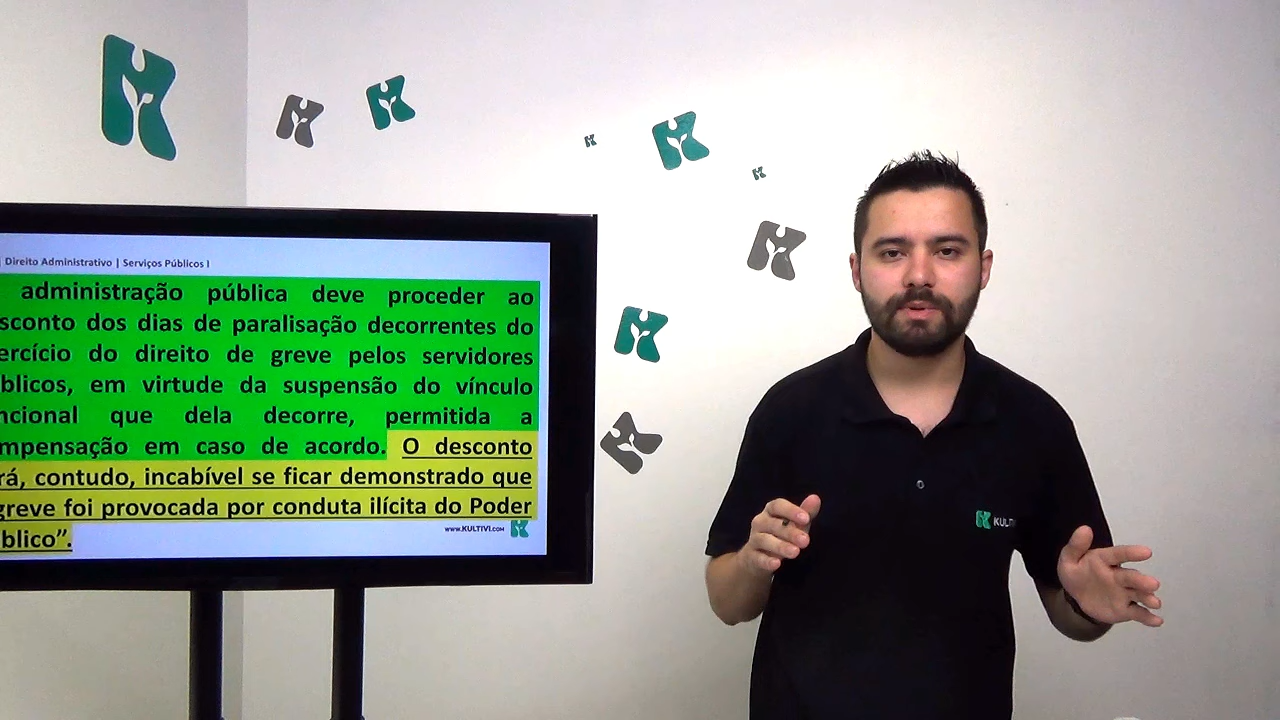 | Direito Administrativo | Serviços Públicos I
administração pública deve proceder ao
sconto dos dias de paralisação decorrentes do
ercício do direito de greve pelos servidores
blicos, em virtude da suspensão do vínculo
ncional que dela decorre, permitida a
mpensação em caso de acordo. O desconto
rá, contudo, incabível se ficar demonstrado que
greve foi provocada por conduta ilícita do Poder
blico”.
www.KULTIVI.com
KULTIVI